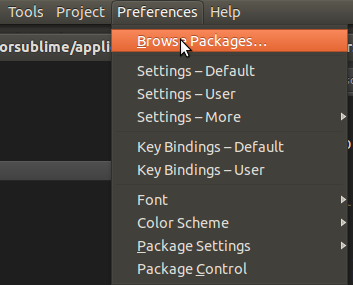 Tools Project Preferences Help
orsublime/appli
Browse Packages...
Settings – Default
Settings – User
Settings – More
Key Bindings – Default
Key Bindings – User
Font
Color Scheme
Package Settings
Package Control